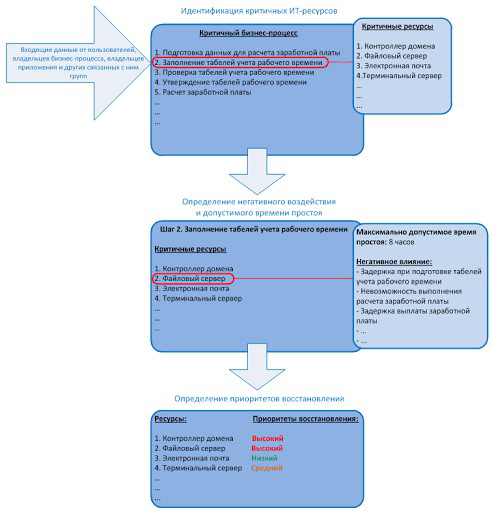 Идентификация критичных ИТ-ресурсов
Входящие данные от пользователей,
владельцев бизнес-процесса, владельцев
приложения и других связанных с ним
групп
Критичный бизнес-процесс
1. Подготовка данных для расчета заработной платы
2. Заполнение табелей учета рабочего времени
3. Проверка табелей учета рабочего времени
4. Утверждение табелей рабочего времени
5. Расчет заработной платы
...
...
...
Критичные ресурсы
1. Контроллер домена
2. Файловый сервер
3. Электронная почта
4.Терминальный сервер
...
...
...
Определение негативного воздействия
и допустимого времени простоя
Шаг 2. Заполнение табелей учета рабочего времени
Критичные ресурсы
1. Контроллер домена
2. Файловый сервер
3. Электронная почта
4. Терминальный сервер
...
...
...
Максимально допустимое время
простоя: 8 часов
Негативное влияние:
- Задержка при подготовке табелей
учета рабочего времени
- Невозможность выполнения
расчета заработной платы
- Задержка выплаты заработной
платы
- ...
- ...
Определение приоритетов восстановления
Ресурсы: Приоритеты восстановления:
1. Контроллер домена Высокий
2. Файловый сервер Высокий
3. Электронная почта Низкий
4. Терминальный сервер Средний
...
...
...